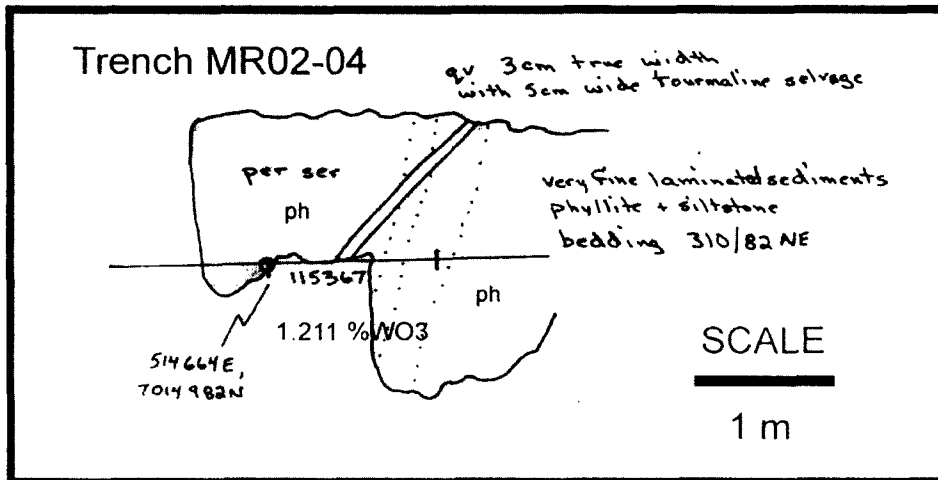 Trench MR02-04
qv 3cm true width
with 5cm wide tourmaline selvage
per ser
ph
very fine laminated sediments
phyllite + siltstone
bedding 310/82 NE
115367
ph
1.211 %WO3
514664E,
7014982N
SCALE
1 m